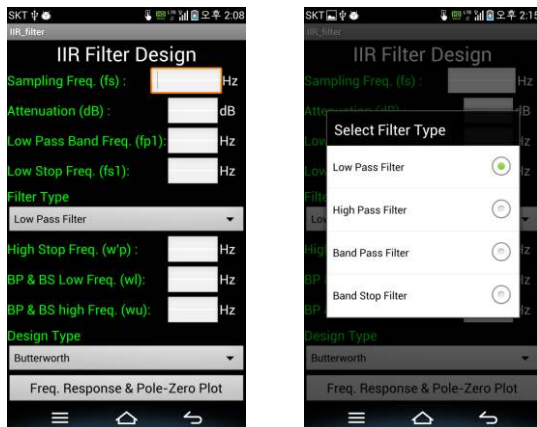 SKT 오후 2:08
IIR_filter
IIR Filter Design
Sampling Freq. (fs) : Hz
Attenuation (dB) : dB
Low Pass Band Freq. (fp1): Hz
Low Stop Freq. (fs1): Hz
Filter Type
Low Pass Filter
High Stop Freq. (w'p) : Hz
BP & BS Low Freq. (wl): Hz
BP & BS high Freq. (wu): Hz
Design Type
Butterworth
Freq. Response & Pole-Zero Plot
SKT 오후 2:15
IIR_filter
IIR Filter Design
Sampling Freq. (fs) : Hz
Attenuation (dB) : dB
Select Filter Type
Low Pass Filter
High Pass Filter
Band Pass Filter
Band Stop Filter
BP
Design Type
Butterworth
Freq. Response & Pole-Zero Plot